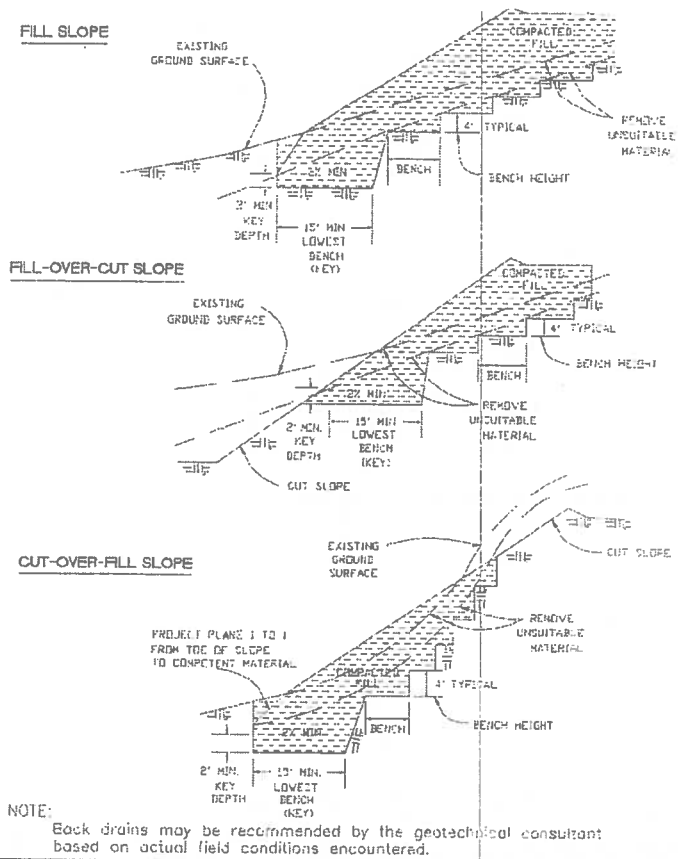 FILL SLOPE
EXISTING
GROUND SURFACE
COMPACTED
FILL
REMOVE
UNSUITABLE
MATERIAL
4' TYPICAL
BENCH
BENCH HEIGHT
2% MIN
MIN
KEY
DEPTH
15' MIN
LOWEST
BENCH
(KEY)
FILL-OVER-CUT SLOPE
EXISTING
GROUND SURFACE
COMPACTED
FILL
4' TYPICAL
BENCH HEIGHT
BENCH
2% MIN
REMOVE
UNSUITABLE
MATERIAL
2' MIN.
KEY
DEPTH
15' MIN
LOWEST
BENCH
(KEY)
CUT SLOPE
CUT-OVER-FILL SLOPE
EXISTING
GROUND
SURFACE
CUT SLOPE
REMOVE
UNSUITABLE
MATERIAL
PROJECT PLANE 1 TO 1
FROM TOE OF SLOPE
TO COMPETENT MATERIAL
COMPACTED
FILL
4' TYPICAL
BENCH
BENCH HEIGHT
2% MIN.
2' MIN.
KEY
DEPTH
15' MIN.
LOWEST
BENCH
(KEY)
NOTE:
Back drains may be recommended by the geotechnical consultant
based on actual field conditions encountered.